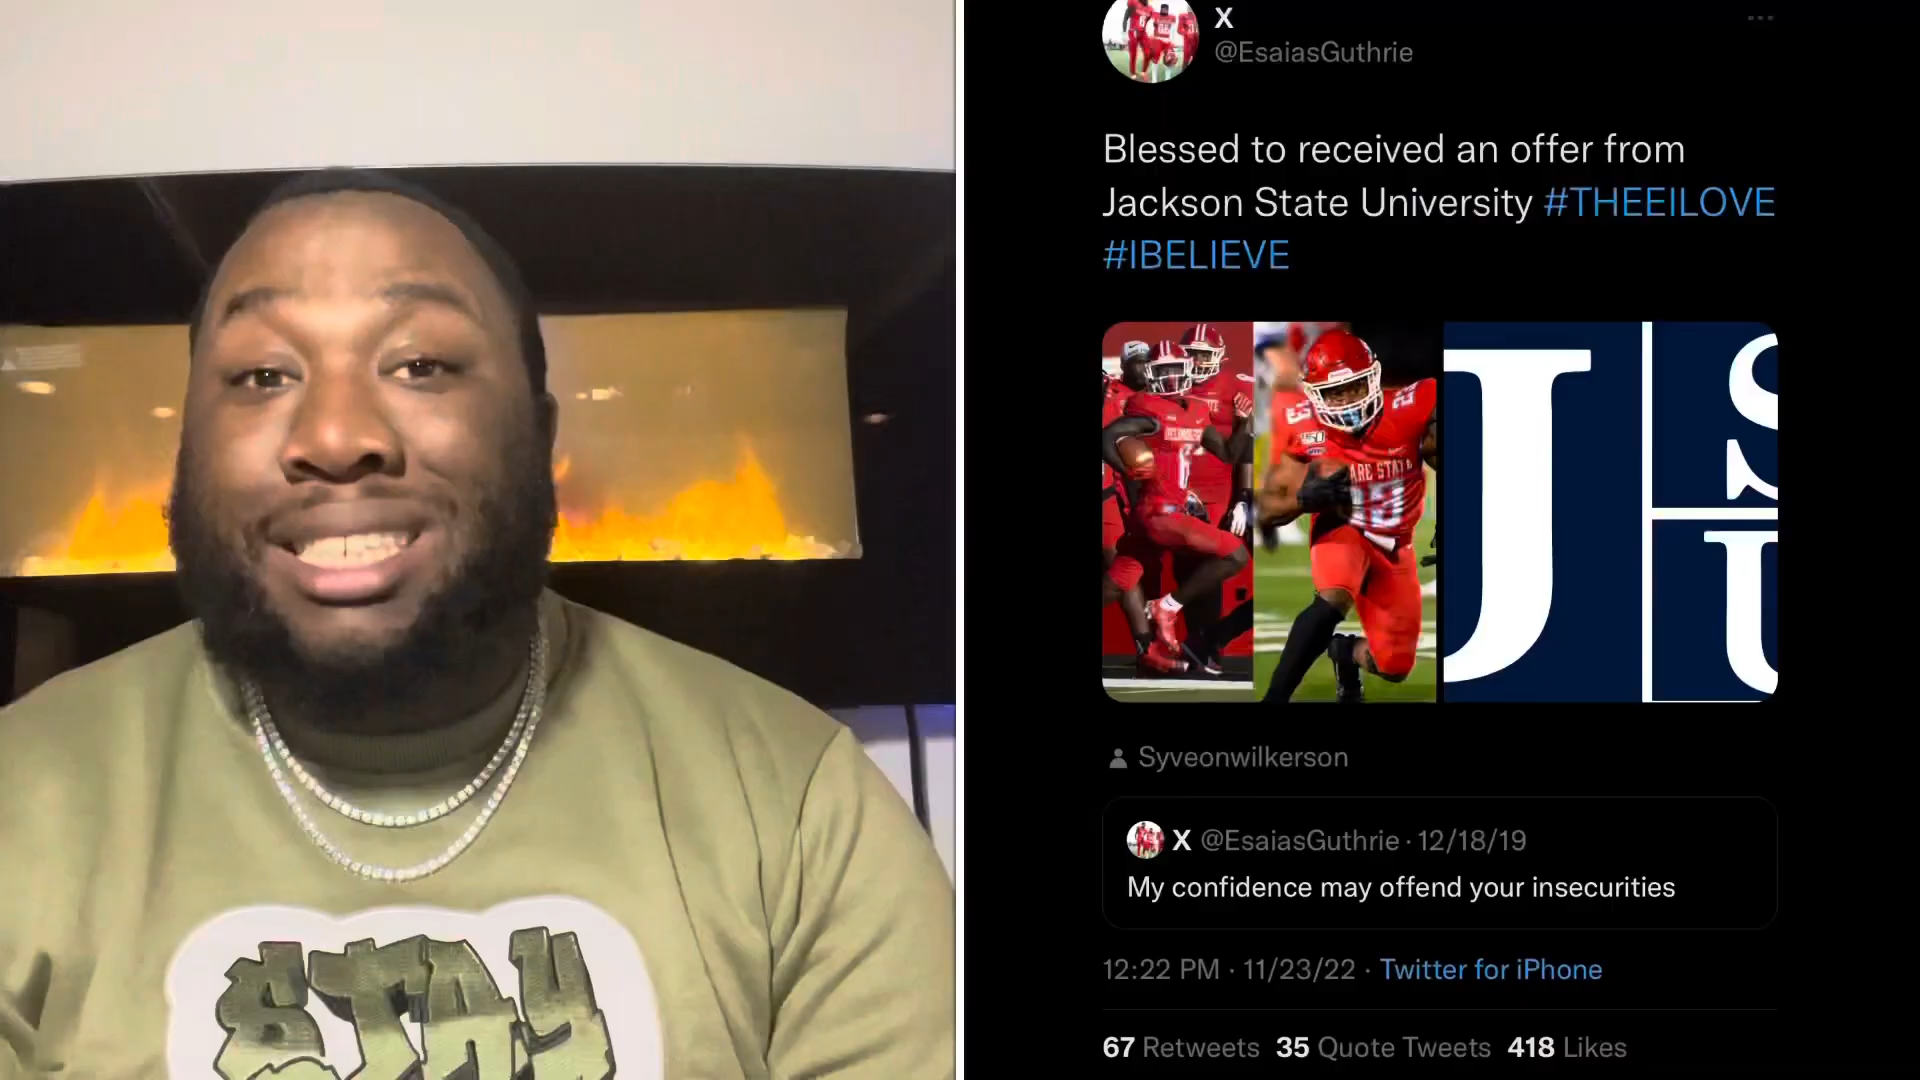 X
@EsaiasGuthrie
Blessed to received an offer from
Jackson State University #THEEILOVE
#IBELIEVE
J S
U
Syveonwilkerson
X @EsaiasGuthrie · 12/18/19
My confidence may offend your insecurities
12:22 PM · 11/23/22 · Twitter for iPhone
67 Retweets 35 Quote Tweets 418 Likes
STAY